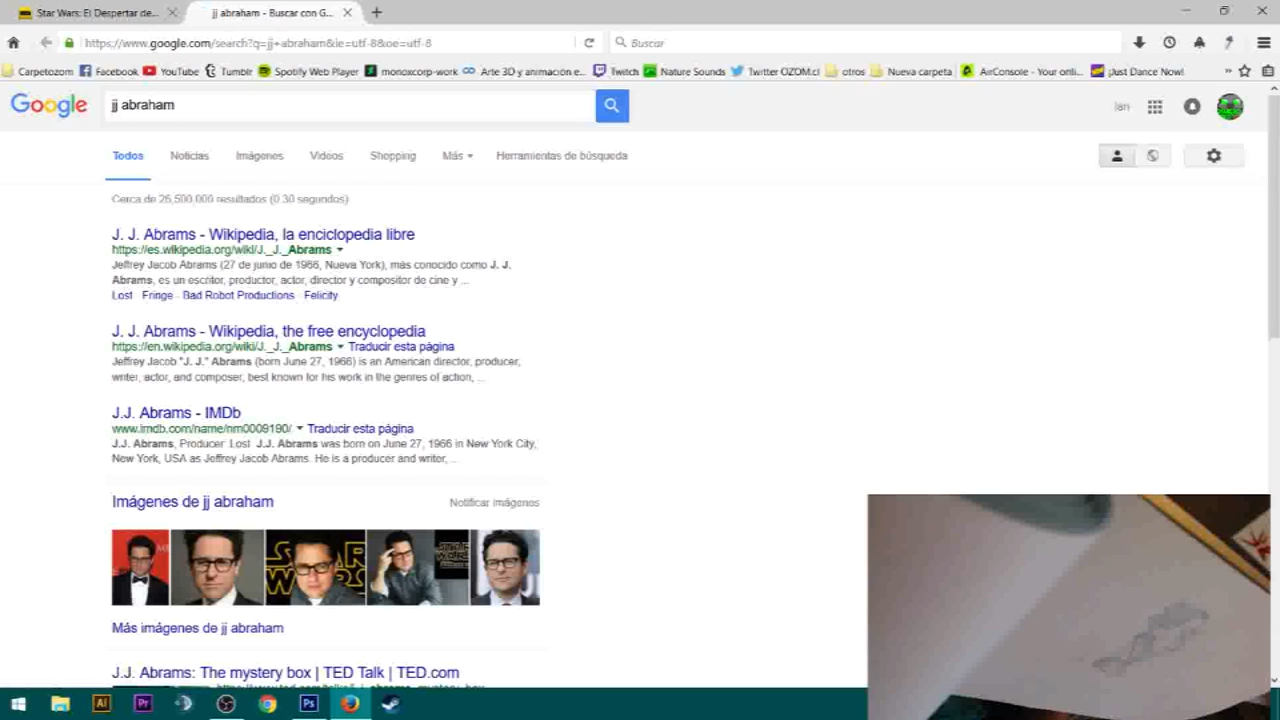 Star Wars: El Despertar de...
jj abraham - Buscar con G...
https://www.google.com/search?q=jj+abraham&ie=utf-8&oe=utf-8
Buscar
Carpetozom
Facebook
YouTube
Tumblr
Spotify Web Player
monoxcorp-work
Arte 3D y animación e...
Twitch
Nature Sounds
Twitter OZOM.cl
otros
Nueva carpeta
AirConsole - Your onli...
¡Just Dance Now!
Google
jj abraham
Ian
Todos
Noticias
Imágenes
Videos
Shopping
Más
Herramientas de búsqueda
Cerca de 26,500,000 resultados (0.30 segundos)
J. J. Abrams - Wikipedia, la enciclopedia libre
https://es.wikipedia.org/wiki/J._J._Abrams
Jeffrey Jacob Abrams (27 de junio de 1966, Nueva York), más conocido como J. J.
Abrams, es un escritor, productor, actor, director y compositor de cine y ...
Lost · Fringe · Bad Robot Productions · Felicity
J. J. Abrams - Wikipedia, the free encyclopedia
https://en.wikipedia.org/wiki/J._J._Abrams Traducir esta página
Jeffrey Jacob "J. J." Abrams (born June 27, 1966) is an American director, producer,
writer, actor, and composer, best known for his work in the genres of action, ...
J.J. Abrams - IMDb
www.imdb.com/name/nm0009190/ Traducir esta página
J.J. Abrams, Producer: Lost. J.J. Abrams was born on June 27, 1966 in New York City,
New York, USA as Jeffrey Jacob Abrams. He is a producer and writer, ...
Imágenes de jj abraham
Notificar imágenes
STAR
WARS
Más imágenes de jj abraham
J.J. Abrams: The mystery box | TED Talk | TED.com
Ai
Pr
Ps